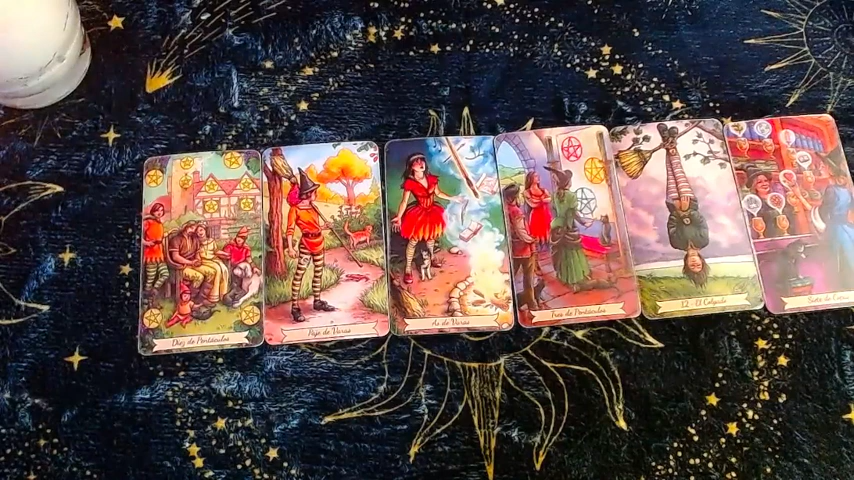 Diez de Pentáculos
Paje de Varas
As de Varas
Tres de Pentáculos
12 - El Colgado
Siete de Copas